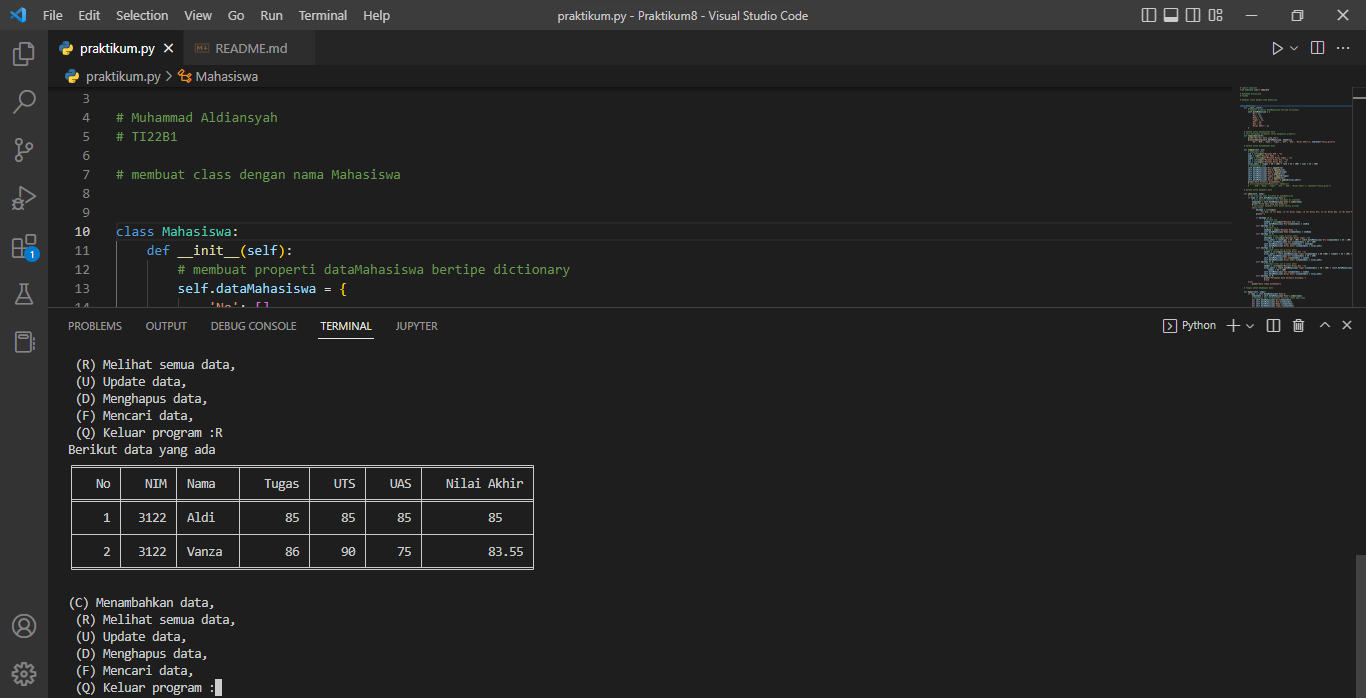 File Edit Selection View Go Run Terminal Help praktikum.py - Praktikum8 - Visual Studio Code
praktikum.py README.md
praktikum.py > Mahasiswa
3
4 # Muhammad Aldiansyah
5 # TI22B1
6
7 # membuat class dengan nama Mahasiswa
8
9
10 class Mahasiswa:
11 def __init__(self):
12 # membuat properti dataMahasiswa bertipe dictionary
13 self.dataMahasiswa = {
14 'No': [],
1
PROBLEMS OUTPUT DEBUG CONSOLE TERMINAL JUPYTER Python
(R) Melihat semua data,
(U) Update data,
(D) Menghapus data,
(F) Mencari data,
(Q) Keluar program :R
Berikut data yang ada
No NIM Nama Tugas UTS UAS Nilai Akhir
1 3122 Aldi 85 85 85 85
2 3122 Vanza 86 90 75 83.55
(C) Menambahkan data,
(R) Melihat semua data,
(U) Update data,
(D) Menghapus data,
(F) Mencari data,
(Q) Keluar program :